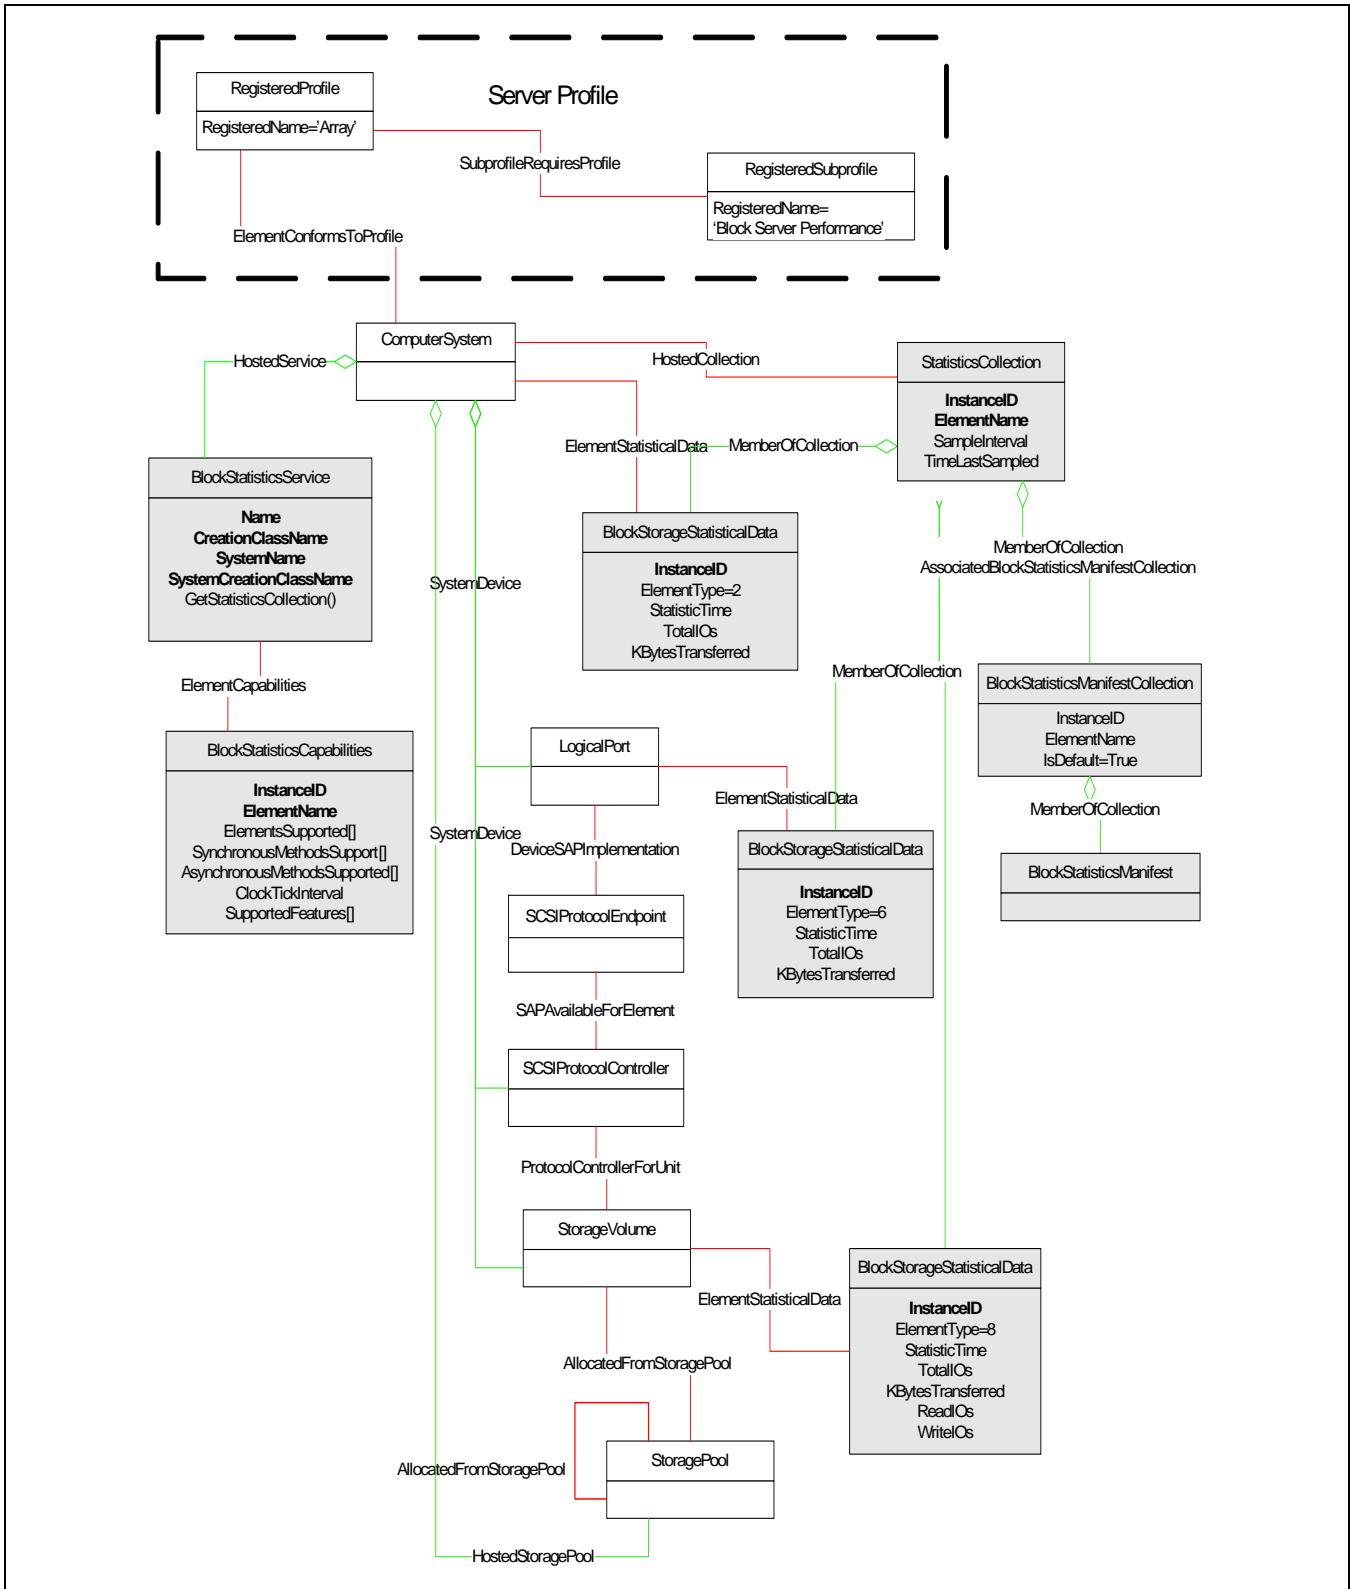 Server Profile
RegisteredProfile
RegisteredName='Array'
SubprofileRequiresProfile
RegisteredSubprofile
RegisteredName=
'Block Server Performance'
ElementConformsToProfile
ComputerSystem
HostedService
HostedCollection
StatisticsCollection
InstanceID
ElementName
SampleInterval
TimeLastSampled
ElementStatisticalData
MemberOfCollection
BlockStatisticsService
Name
CreationClassName
SystemName
SystemCreationClassName
GetStatisticsCollection()
BlockStorageStatisticalData
InstanceID
ElementType=2
StatisticTime
TotalIOs
KBytesTransferred
SystemDevice
MemberOfCollection
AssociatedBlockStatisticsManifestCollection
ElementCapabilities
MemberOfCollection
BlockStatisticsManifestCollection
InstanceID
ElementName
IsDefault=True
BlockStatisticsCapabilities
InstanceID
ElementName
ElementsSupported[]
SynchronousMethodsSupport[]
AsynchronousMethodsSupported[]
ClockTickInterval
SupportedFeatures[]
LogicalPort
ElementStatisticalData
MemberOfCollection
SystemDevice
DeviceSAPImplementation
BlockStorageStatisticalData
InstanceID
ElementType=6
StatisticTime
TotalIOs
KBytesTransferred
BlockStatisticsManifest
SCSIProtocolEndpoint
SAPAvailableForElement
SCSIProtocolController
ProtocolControllerForUnit
StorageVolume
ElementStatisticalData
BlockStorageStatisticalData
InstanceID
ElementType=8
StatisticTime
TotalIOs
KBytesTransferred
ReadIOs
WriteIOs
AllocatedFromStoragePool
StoragePool
AllocatedFromStoragePool
HostedStoragePool